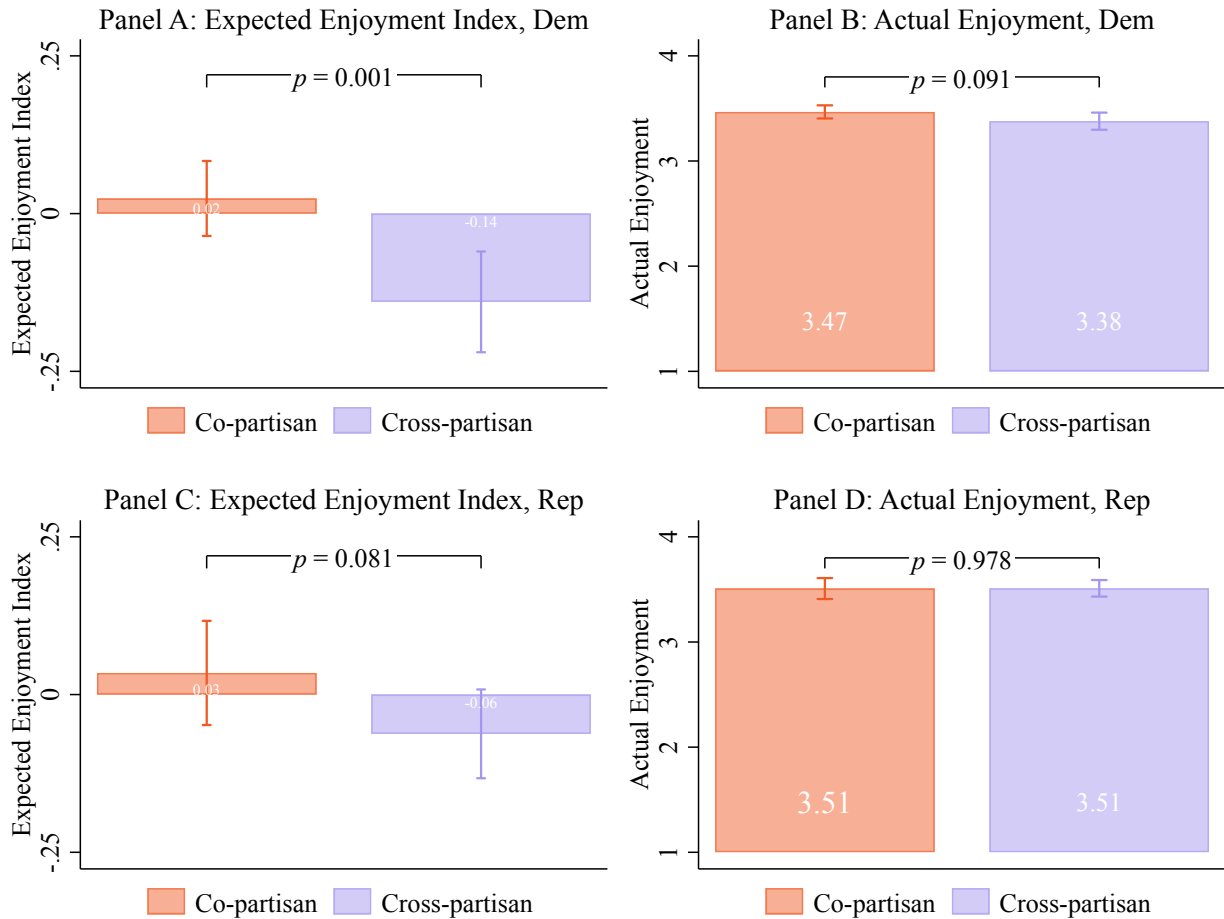 Panel A: Expected Enjoyment Index, Dem
Expected Enjoyment Index
.25
0
-.25
p = 0.001
0.02
-0.14
Co-partisan
Cross-partisan
Panel B: Actual Enjoyment, Dem
Actual Enjoyment
4
3
2
1
p = 0.091
3.47
3.38
Co-partisan
Cross-partisan
Panel C: Expected Enjoyment Index, Rep
Expected Enjoyment Index
.25
0
-.25
p = 0.081
0.03
-0.06
Co-partisan
Cross-partisan
Panel D: Actual Enjoyment, Rep
Actual Enjoyment
4
3
2
1
p = 0.978
3.51
3.51
Co-partisan
Cross-partisan